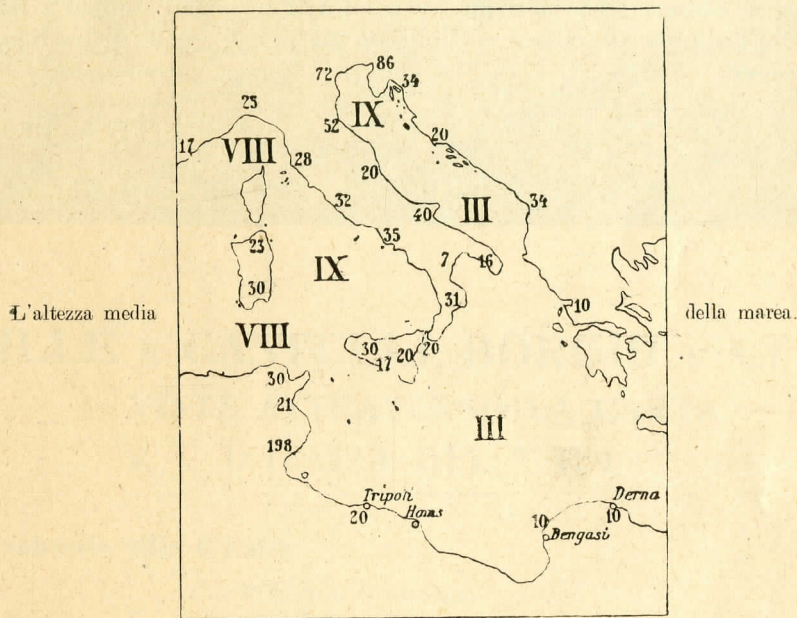 86
72
34
25
IX
52
20
17
VIII
28
20
32
34
40
III
35
23
7
16
IX
30
31
10
L'altezza media
della marea.
VIII
30
20
20
17
30
21
III
198
Tripoli
Derna
20
Homs
10
10
Bengasi